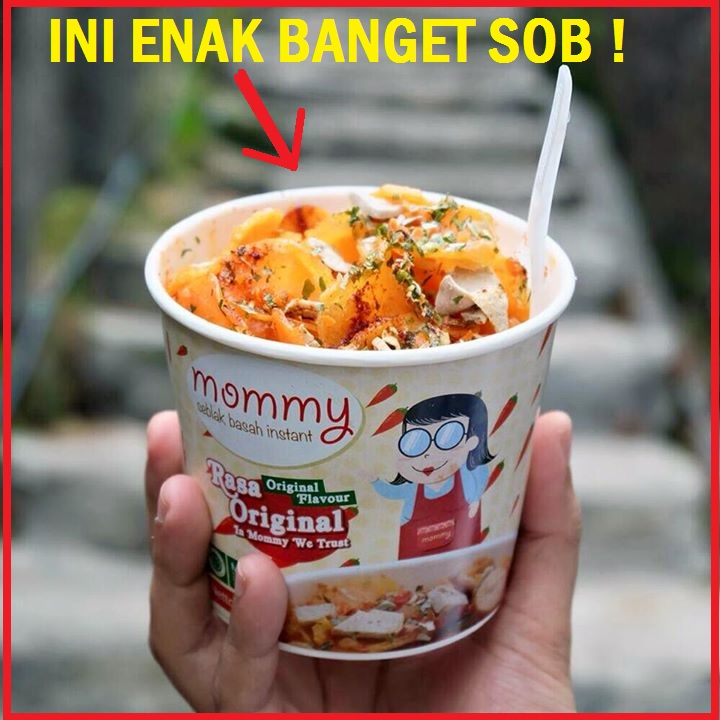 INI ENAK BANGET SOB !
mommy
seblak basah instant
Rasa
Original
Flavour
Original
In Mommy We Trust
mommy